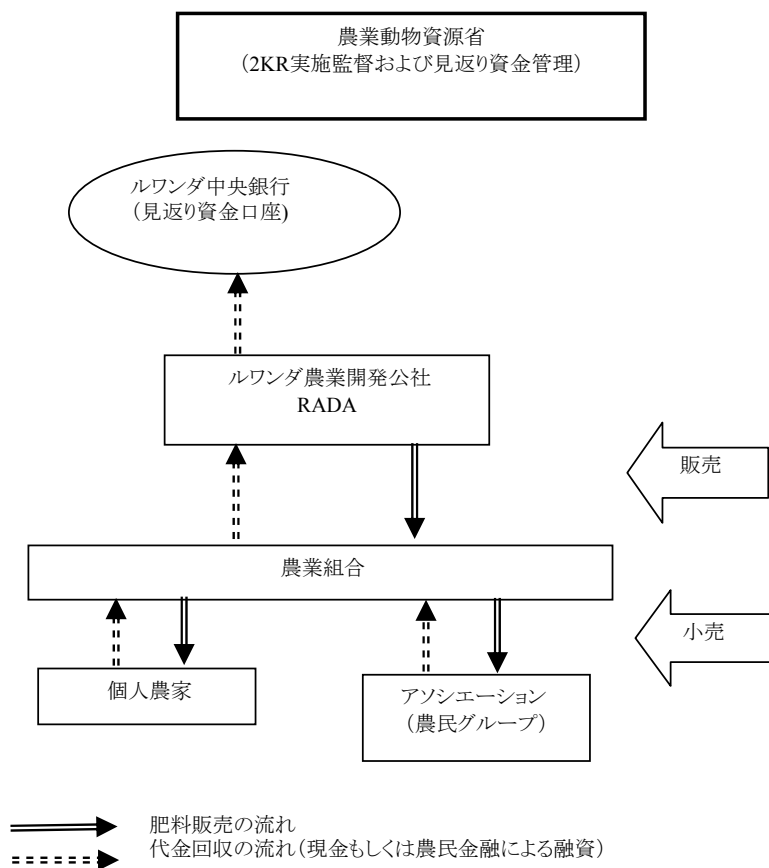 農業動物資源省
（2KR実施監督および見返り資金管理）
ルワンダ中央銀行
（見返り資金口座)
ルワンダ農業開発公社
RADA
販売
農業組合
小売
個人農家
アソシエーション
（農民グループ）
肥料販売の流れ
代金回収の流れ（現金もしくは農民金融による融資）